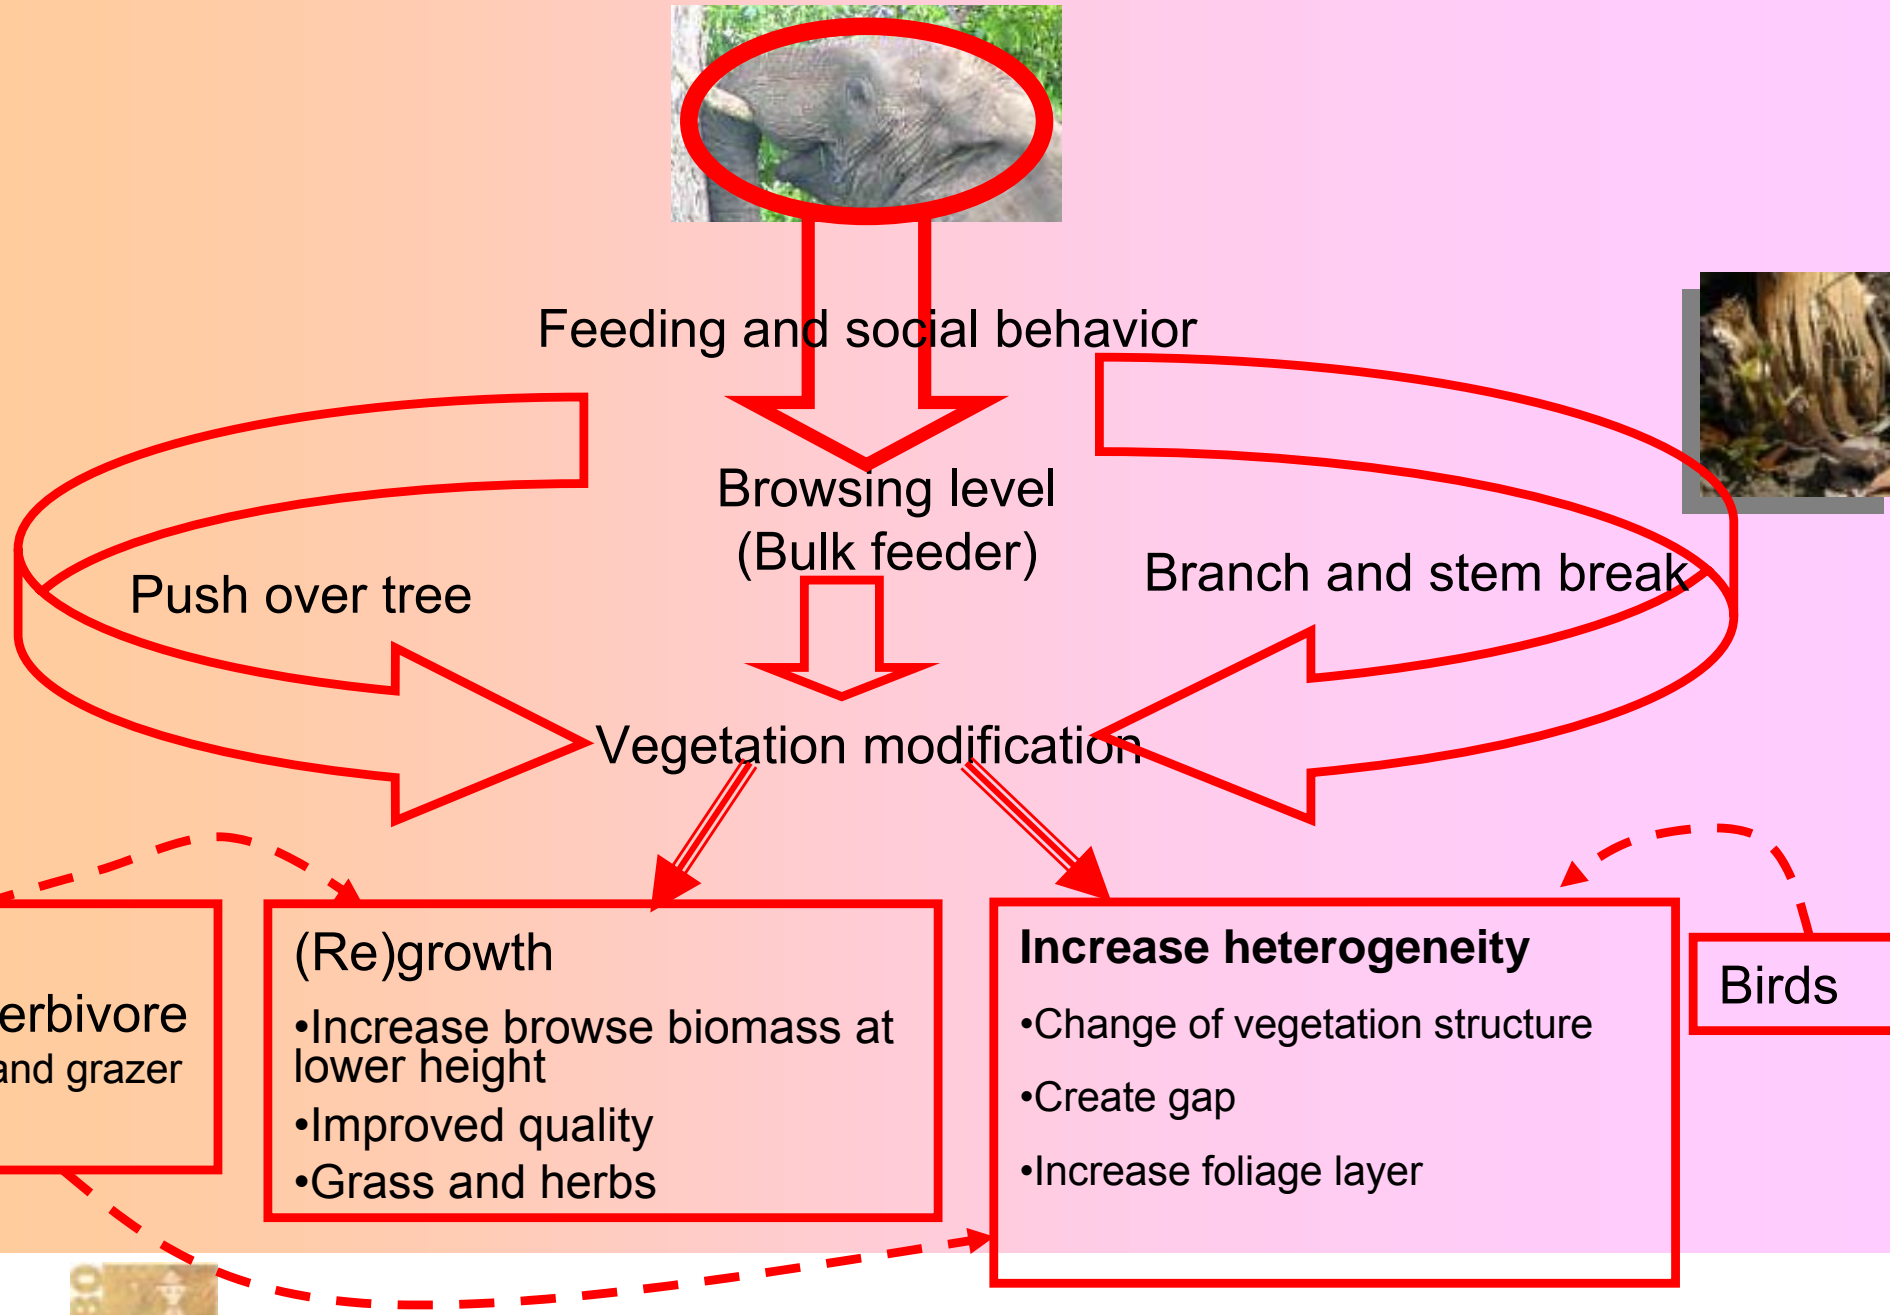 Feeding and social behavior
Browsing level
(Bulk feeder)
Push over tree
Branch and stem break
Vegetation modification
erbivore
and grazer
(Re)growth
•Increase browse biomass at
lower height
•Improved quality
•Grass and herbs
Increase heterogeneity
•Change of vegetation structure
•Create gap
•Increase foliage layer
Birds